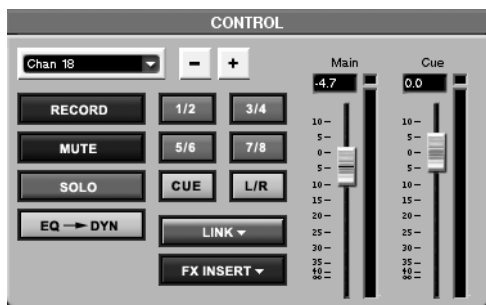 CONTROL
Chan 18
- +
Main Cue
-4.7 0.0
RECORD 1/2 3/4
MUTE 5/6 7/8
SOLO CUE L/R
EQ → DYN
LINK
FX INSERT
10 10
5 5
0 0
5 5
10 10
15 15
20 20
25 25
30 30
35 35
40 40
∞ ∞